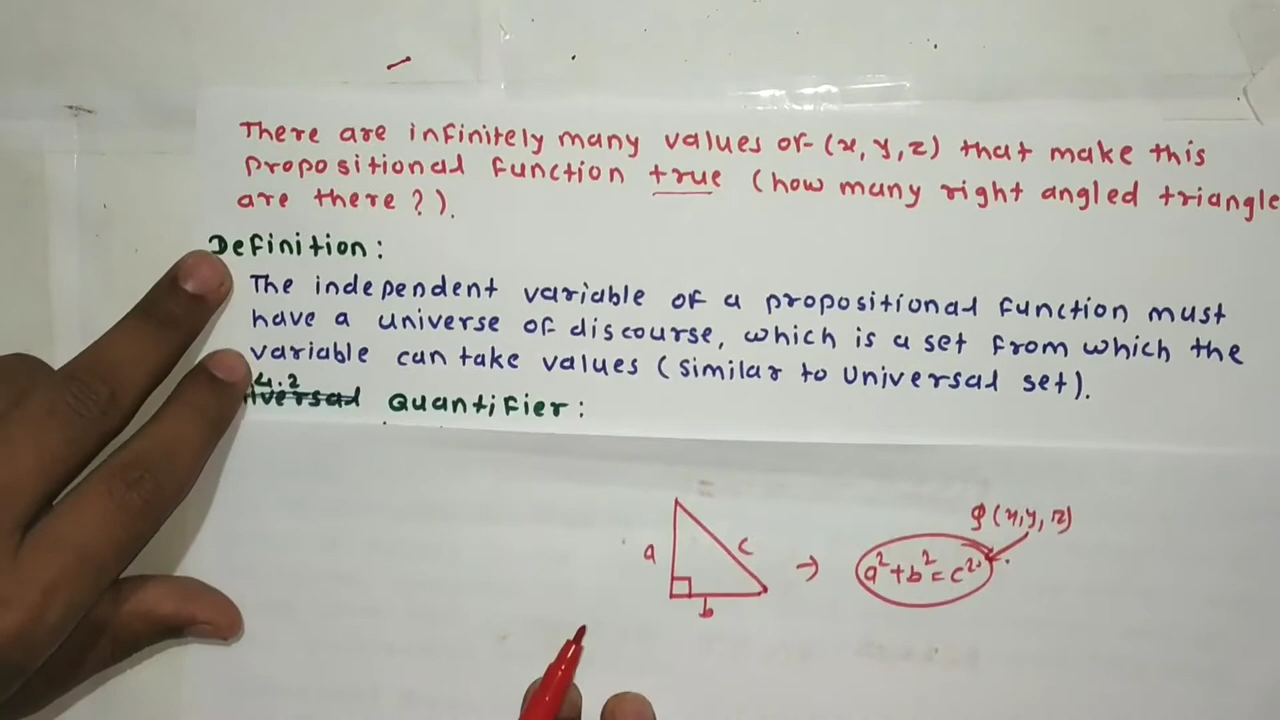 There are infinitely many values of (x, y, z) that make this
propositional function true (how many right angled triangle
are there?).
Definition:
The independent variable of a propositional function must
have a universe of discourse, which is a set from which the
variable can take values (similar to universal set).
4.2
Quantifier:
a
c
b
→ a²+b²=c²
(x,y,z)